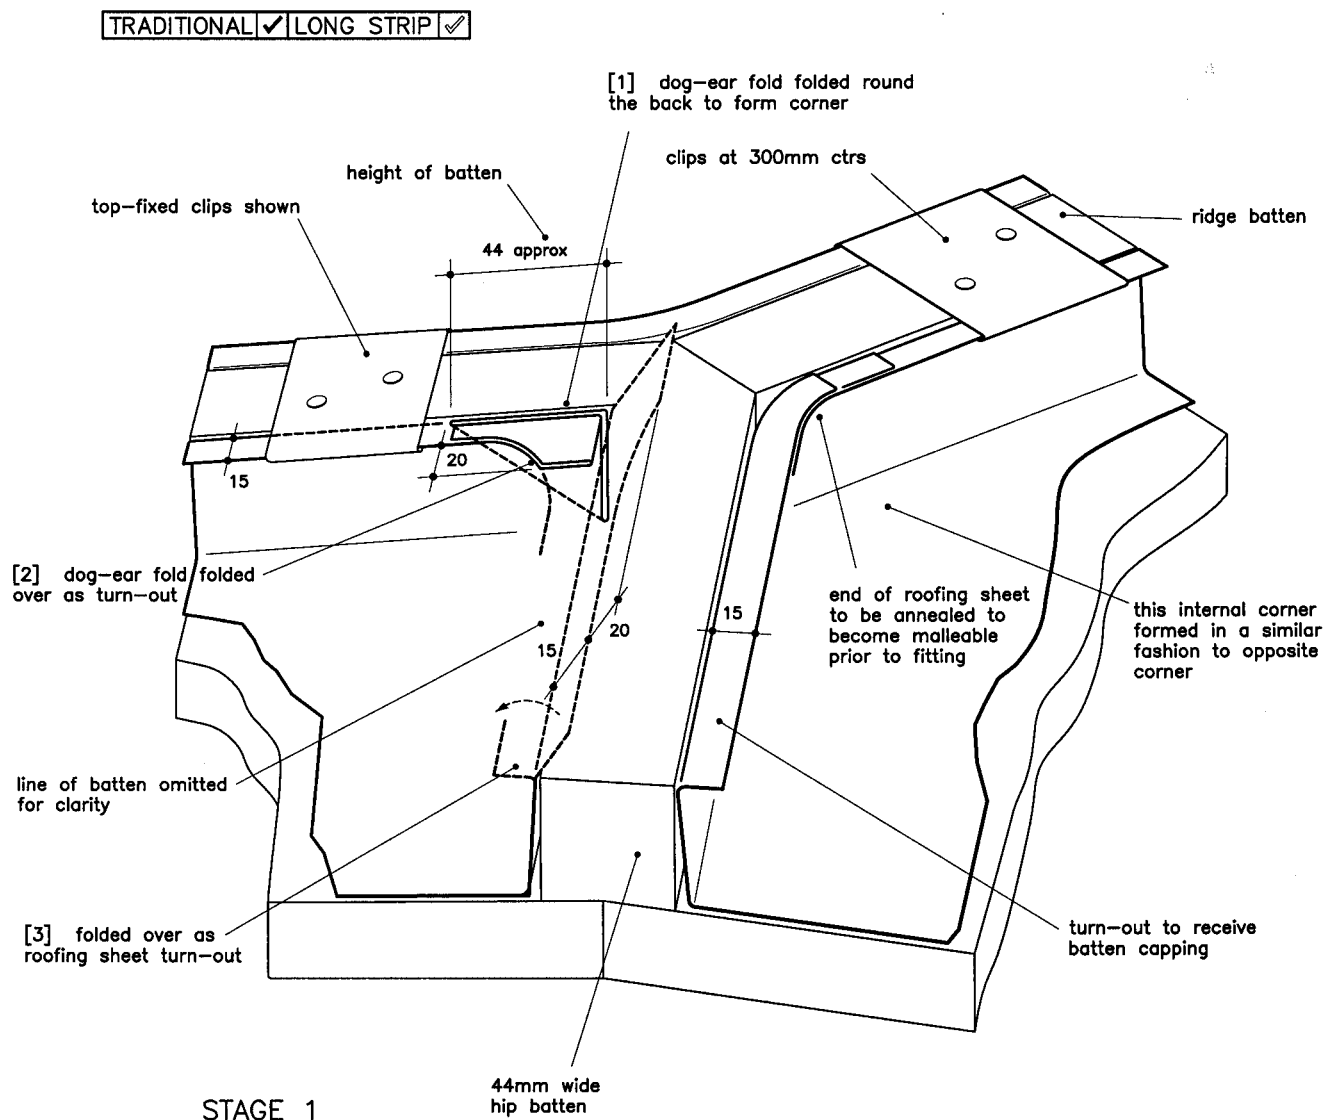 TRADITIONAL ✓ LONG STRIP ✓
[1] dog-ear fold folded round
the back to form corner
clips at 300mm ctrs
height of batten
top-fixed clips shown
ridge batten
44 approx
15
20
[2] dog-ear fold folded
over as turn-out
15
20
15
end of roofing sheet
to be annealed to
become malleable
prior to fitting
this internal corner
formed in a similar
fashion to opposite
corner
line of batten omitted
for clarity
[3] folded over as
roofing sheet turn-out
turn-out to receive
batten capping
44mm wide
hip batten
STAGE 1